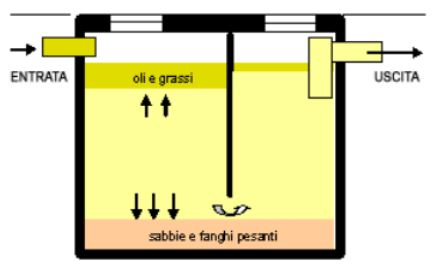 ENTRATA
oli e grassi
USCITA
sabbie e fanghi pesanti